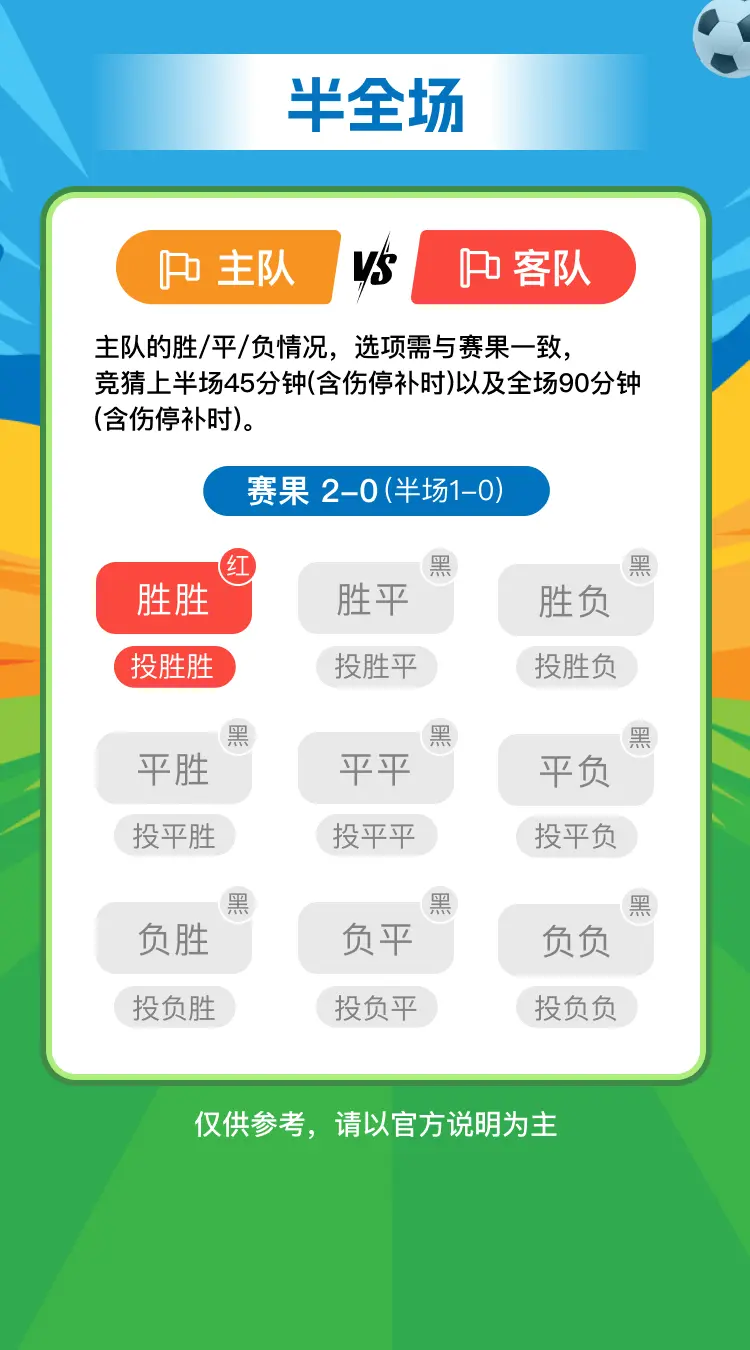 半全场
主队 VS 客队
主队的胜/平/负情况，选项需与赛果一致，
竞猜上半场45分钟(含伤停补时)以及全场90分钟
(含伤停补时)。
赛果 2-0(半场1-0)
红 黑 黑
胜胜 胜平 胜负
投胜胜 投胜平 投胜负
黑 黑 黑
平胜 平平 平负
投平胜 投平平 投平负
黑 黑 黑
负胜 负平 负负
投负胜 投负平 投负负
仅供参考，请以官方说明为主